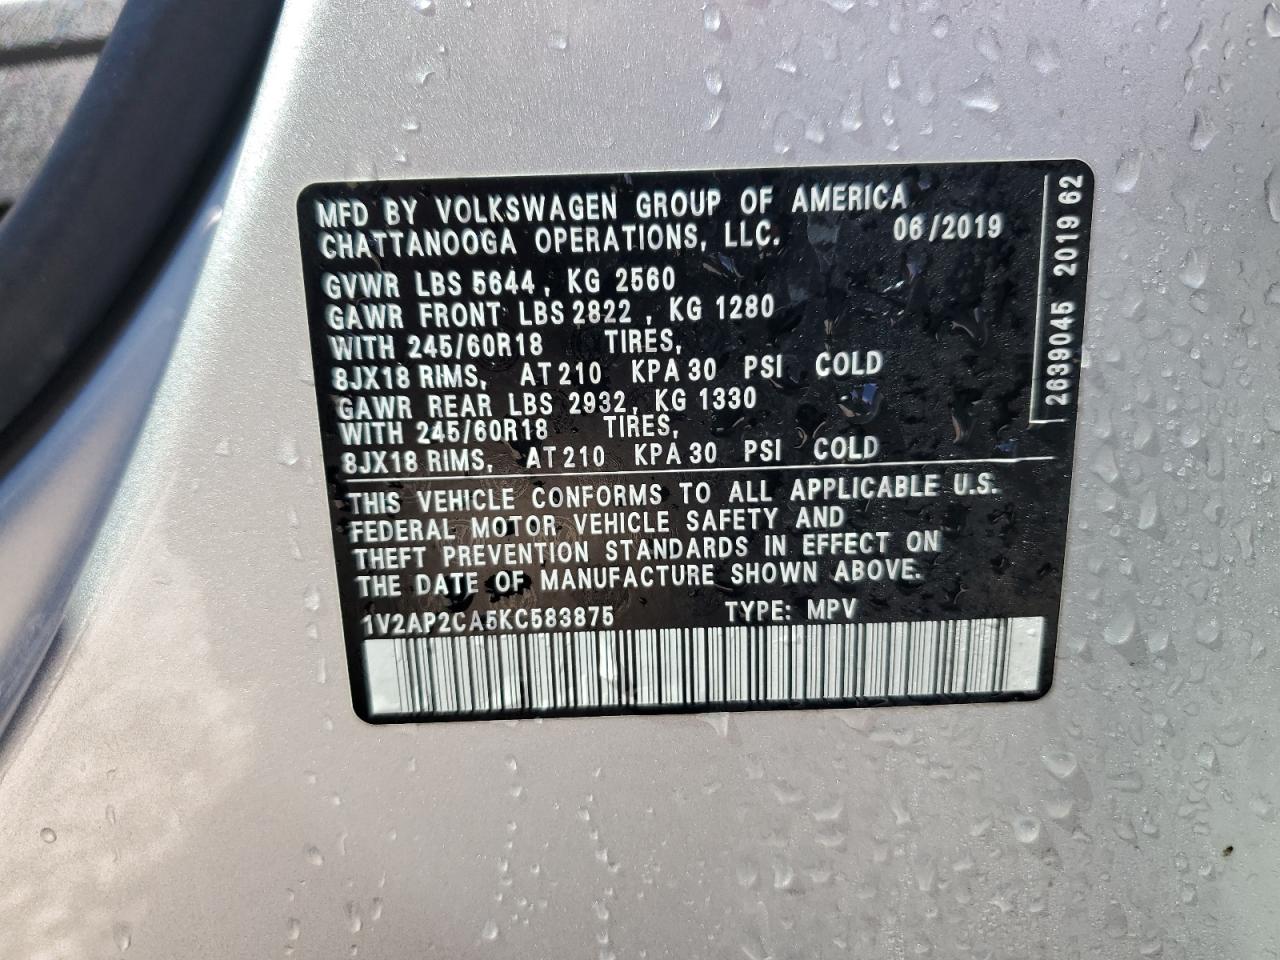 MFD BY VOLKSWAGEN GROUP OF AMERICA
CHATTANOOGA OPERATIONS, LLC. 06/2019
GVWR LBS 5644, KG 2560
GAWR FRONT LBS 2822, KG 1280
WITH 245/60R18 TIRES,
8JX18 RIMS, AT 210 KPA 30 PSI COLD
GAWR REAR LBS 2932, KG 1330
WITH 245/60R18 TIRES,
8JX18 RIMS, AT 210 KPA 30 PSI COLD
THIS VEHICLE CONFORMS TO ALL APPLICABLE U.S.
FEDERAL MOTOR VEHICLE SAFETY AND
THEFT PREVENTION STANDARDS IN EFFECT ON
THE DATE OF MANUFACTURE SHOWN ABOVE.
1V2AP2CA5KC583875 TYPE: MPV
2639045 2019 62